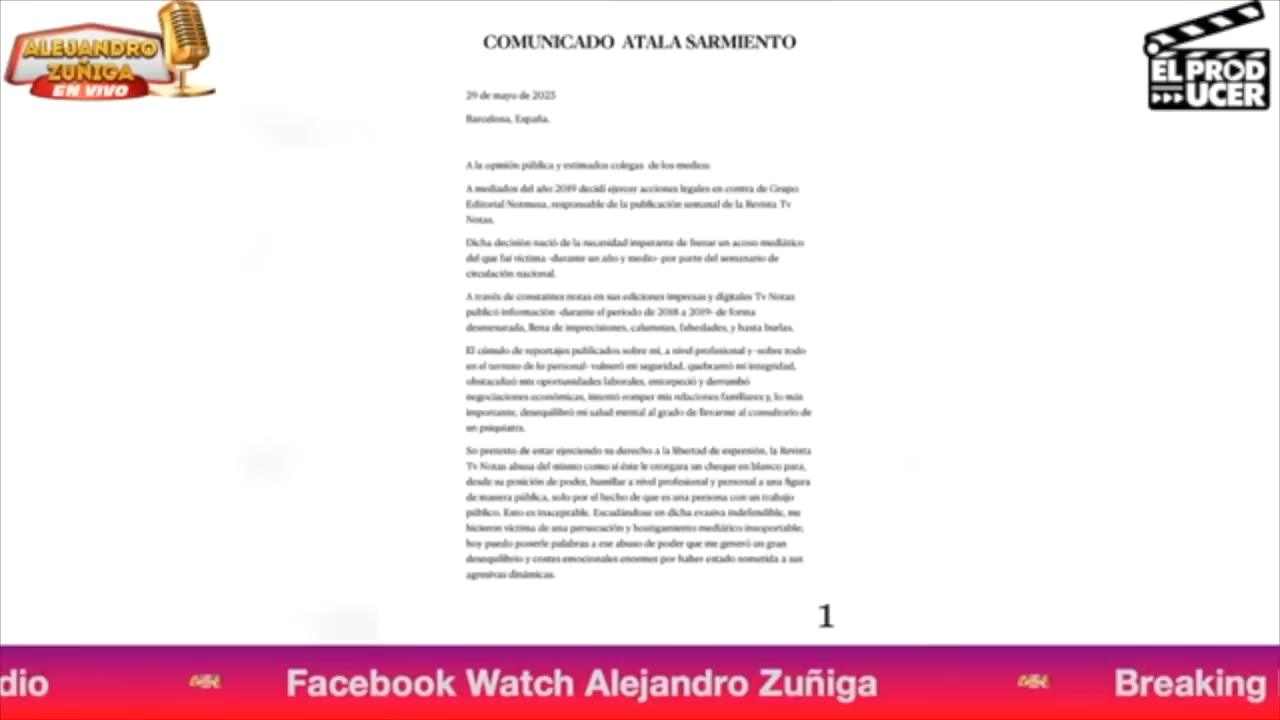 ALEJANDRO
ZUÑIGA
EN VIVO
EL PROD
UCER
COMUNICADO ATALA SARMIENTO
29 de mayo de 2023
Barcelona, España.
A la opinión pública y estimados colegas de los medios:
A mediados del año 2019 decidí ejercer acciones legales en contra de Grupo
Editorial Notmusa, responsable de la publicación semanal de la Revista Tv
Notas.
Dicha decisión nació de la necesidad imperante de frenar un acoso mediático
del que fui víctima -durante un año y medio- por parte del semanario de
circulación nacional.
A través de constantes notas en sus ediciones impresas y digitales Tv Notas
publicó información -durante el periodo de 2018 a 2019- de forma
desmesurada, llena de imprecisiones, calumnias, falsedades, y hasta burlas.
El cúmulo de reportajes publicados sobre mí, a nivel profesional y -sobre todo
en el terreno de lo personal- vulneró mi seguridad, quebrantó mi integridad,
obstaculizó mis oportunidades laborales, entorpeció y derrumbó
negociaciones económicas, intentó romper mis relaciones familiares y, lo más
importante, desequilibró mi salud mental al grado de llevarme al consultorio de
un psiquiatra.
So pretexto de estar ejerciendo su derecho a la libertad de expresión, la Revista
Tv Notas abusa del mismo como si éste le otorgara un cheque en blanco para,
desde su posición de poder, humillar a nivel profesional y personal a una figura
de manera pública, solo por el hecho de que es una persona con un trabajo
público. Esto es inaceptable. Escudándose en dicha evasiva indefendible, me
hicieron víctima de una persecución y hostigamiento mediático insoportable;
hoy puedo ponerle palabras a ese abuso de poder que me generó un gran
desequilibrio y costes emocionales enormes por haber estado sometida a sus
agresivas dinámicas.
1
dio Facebook Watch Alejandro Zuñiga Breaking